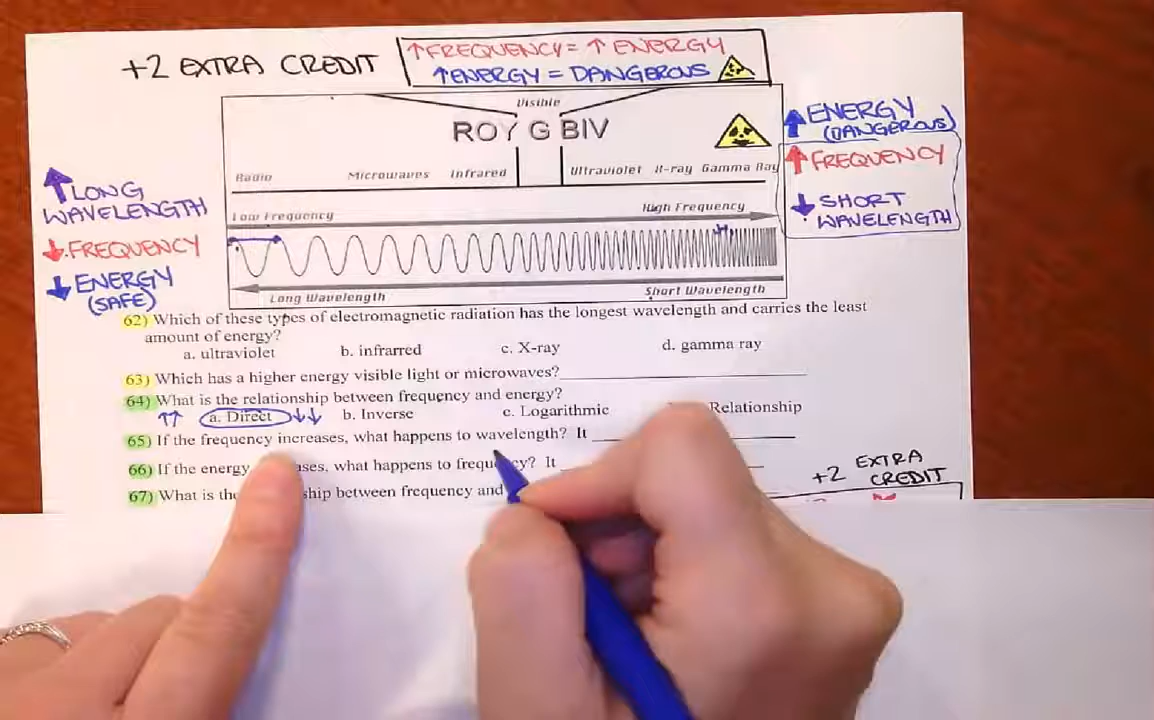 +2 EXTRA CREDIT
↑FREQUENCY = ↑ ENERGY
↑ENERGY = DANGEROUS
Visible
ROY G BIV
Radio Microwaves Infrared Ultraviolet X-ray Gamma Ray
Low Frequency High Frequency
Long Wavelength Short Wavelength
↑LONG
WAVELENGTH
↓FREQUENCY
↓ENERGY
(SAFE)
↑ENERGY
(DANGEROUS)
↑FREQUENCY
↓SHORT
WAVELENGTH
62) Which of these types of electromagnetic radiation has the longest wavelength and carries the least
amount of energy?
a. ultraviolet b. infrarred c. X-ray d. gamma ray
63) Which has a higher energy visible light or microwaves?
64) What is the relationship between frequency and energy?
↑↑ a. Direct ↓↓ b. Inverse c. Logarithmic Relationship
65) If the frequency increases, what happens to wavelength? It
66) If the energy what happens to It
67) What is between frequency and
+2 EXTRA
CREDIT